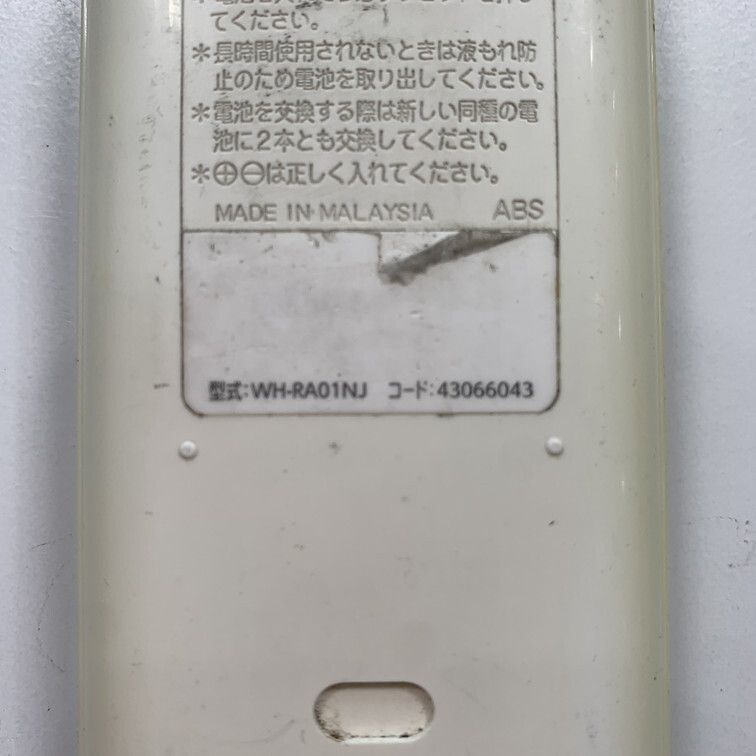 てください。
＊長時間使用されないときは液もれ防
止のため電池を取り出してください。
＊電池を交換する際は新しい同種の電
池に2本とも交換してください。
＊⊕⊖は正しく入れてください。
MADE IN MALAYSIA ABS
型式:WH-RA01NJ コード:43066043